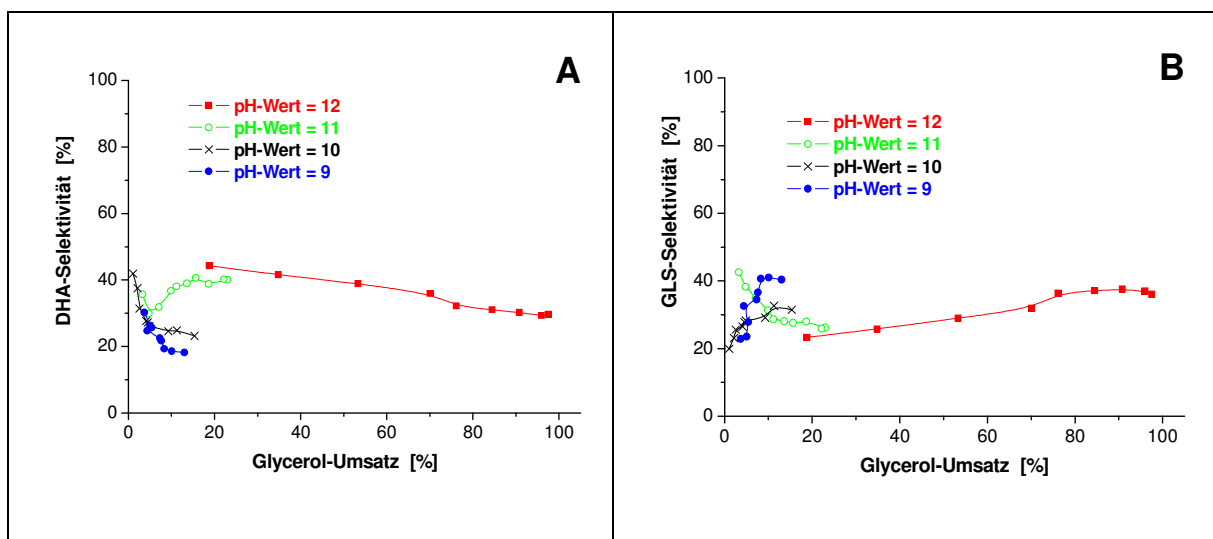 A
100
80
60
40
20
0
0 20 40 60 80 100
DHA-Selektivität [%]
Glycerol-Umsatz [%]
pH-Wert = 12
pH-Wert = 11
pH-Wert = 10
pH-Wert = 9
B
100
80
60
40
20
0
0 20 40 60 80 100
GLS-Selektivität [%]
Glycerol-Umsatz [%]
pH-Wert = 12
pH-Wert = 11
pH-Wert = 10
pH-Wert = 9